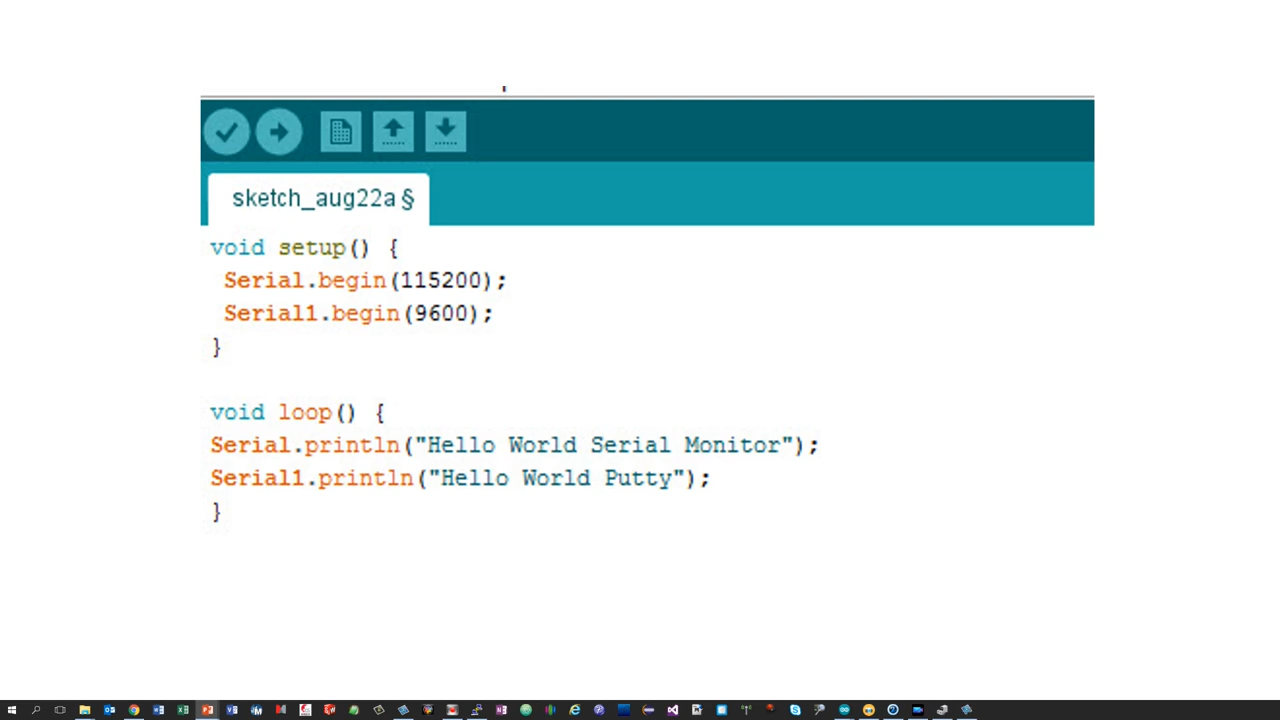 sketch_aug22a §
void setup() {
Serial.begin(115200);
Serial1.begin(9600);
}
void loop() {
Serial.println("Hello World Serial Monitor");
Serial1.println("Hello World Putty");
}